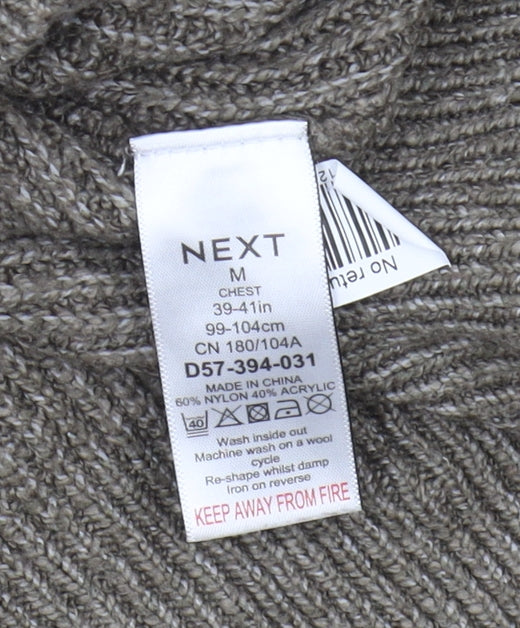 NEXT
M
CHEST
39-41in
99-104cm
CN 180/104A
D57-394-031
MADE IN CHINA
60% NYLON 40% ACRYLIC
40
Wash inside out
Machine wash on a wool
cycle
Re-shape whilst damp
Iron on reverse
KEEP AWAY FROM FIRE
No retu